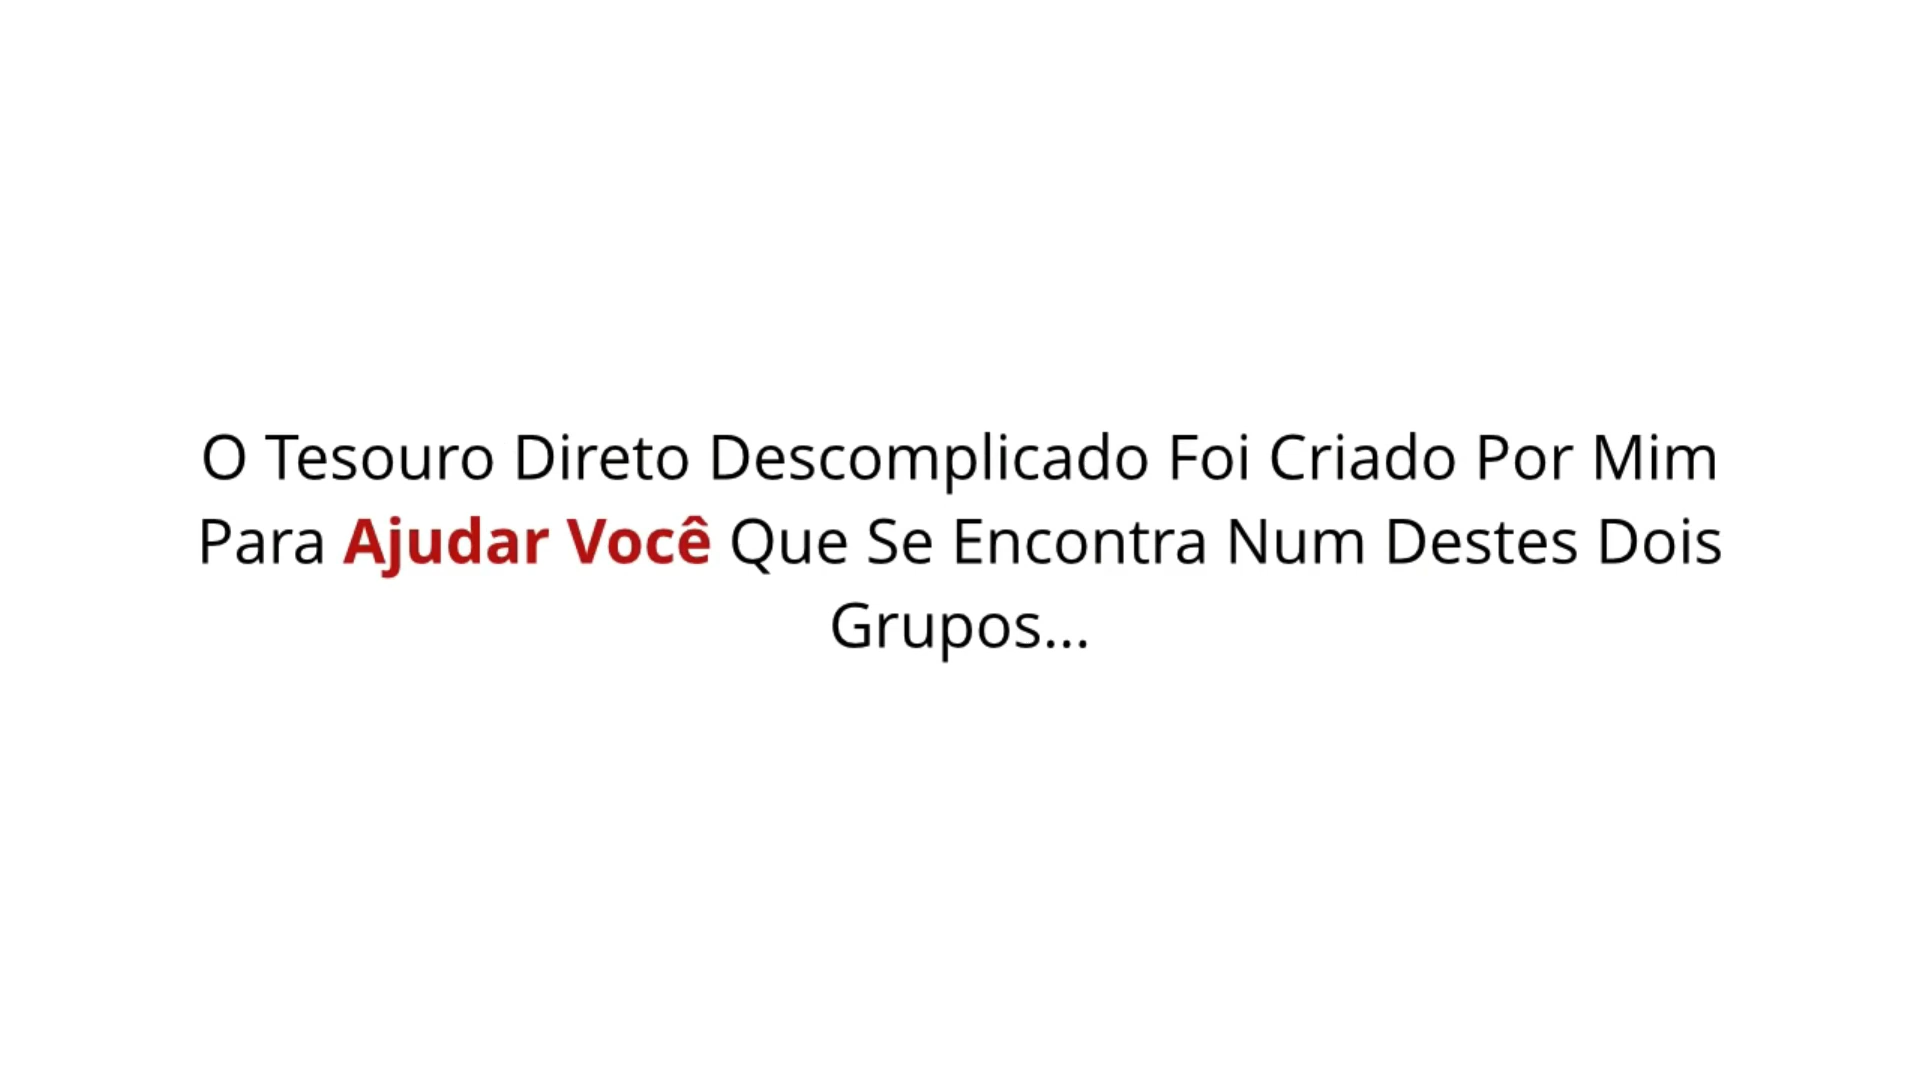 O Tesouro Direto Descomplicado Foi Criado Por Mim
Para Ajudar Você Que Se Encontra Num Destes Dois
Grupos...